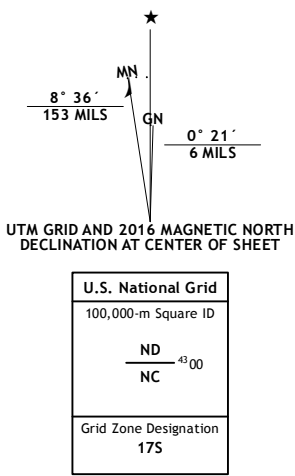 ★
MN
8° 36´
153 MILS
GN
0° 21´
6 MILS
UTM GRID AND 2016 MAGNETIC NORTH
DECLINATION AT CENTER OF SHEET
U.S. National Grid
100,000-m Square ID
ND
4300
NC
Grid Zone Designation
17S